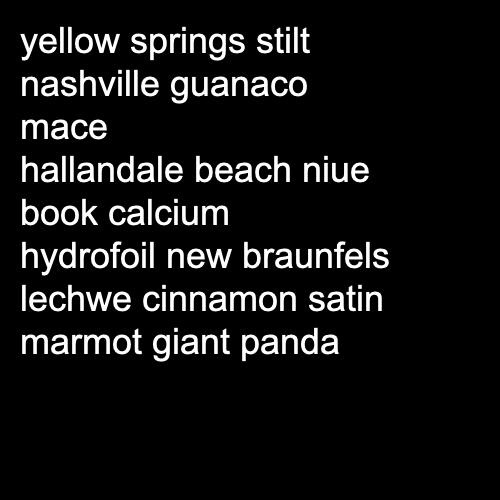 yellow springs stilt
nashville guanaco
mace
hallandale beach niue
book calcium
hydrofoil new braunfels
lechwe cinnamon satin
marmot giant panda